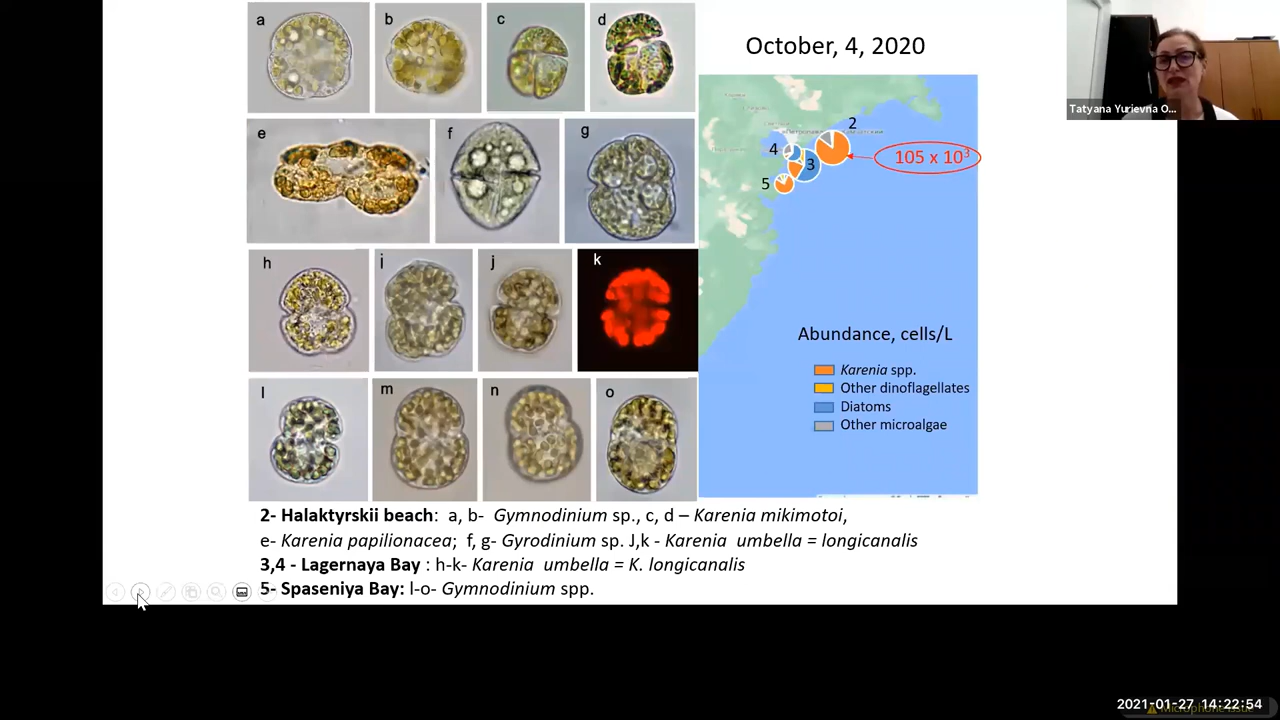 a
b
c
d
October, 4, 2020
e
f
g
2
4
3
5
105 x 10³
h
i
j
k
Abundance, cells/L
Karenia spp.
Other dinoflagellates
Diatoms
Other microalgae
l
m
n
o
2- Halaktyrskii beach: a, b- Gymnodinium sp., c, d – Karenia mikimotoi,
e- Karenia papilionacea; f, g- Gyrodinium sp. J,k - Karenia umbella = longicanalis
3,4 - Lagernaya Bay : h-k- Karenia umbella = K. longicanalis
5- Spaseniya Bay: l-o- Gymnodinium spp.
Tatyana Yurievna O...
2021-01-27 14:22:54